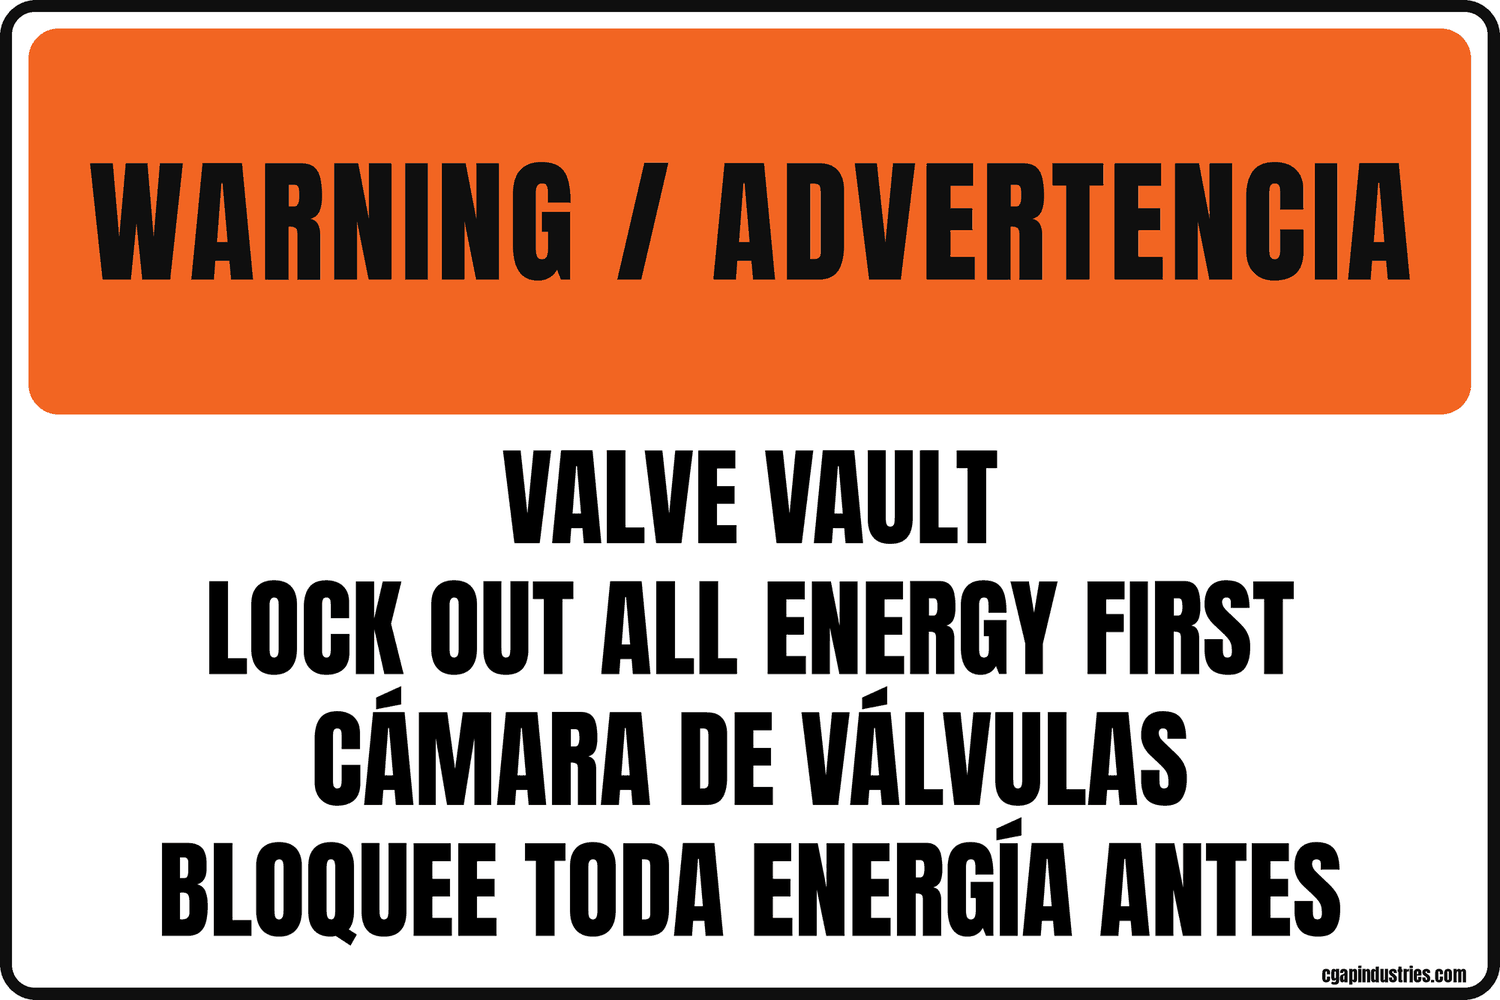 WARNING / ADVERTENCIA
VALVE VAULT
LOCK OUT ALL ENERGY FIRST
CÁMARA DE VÁLVULAS
BLOQUEE TODA ENERGÍA ANTES
cgapindustries.com